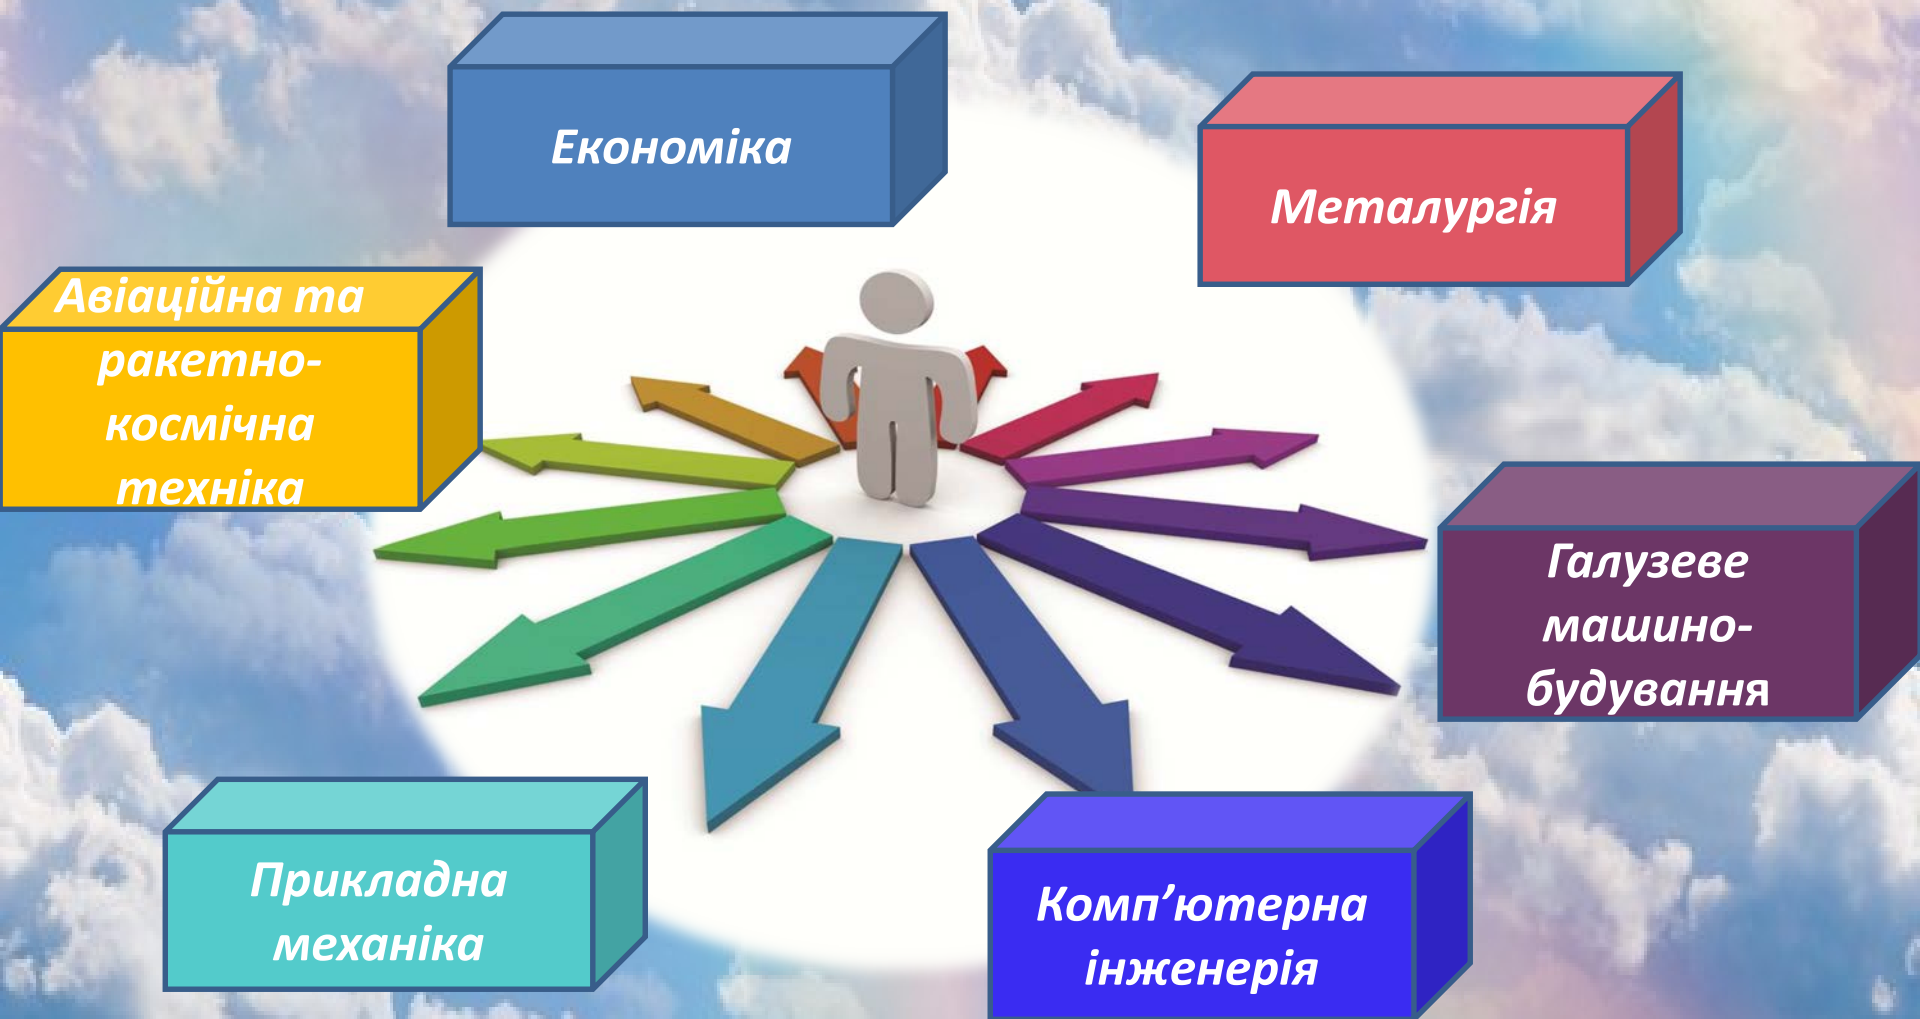 Економіка
Металургія
Авіаційна та
ракетно-
космічна
техніка
Галузеве
машино-
будування
Прикладна
механіка
Комп’ютерна
інженерія